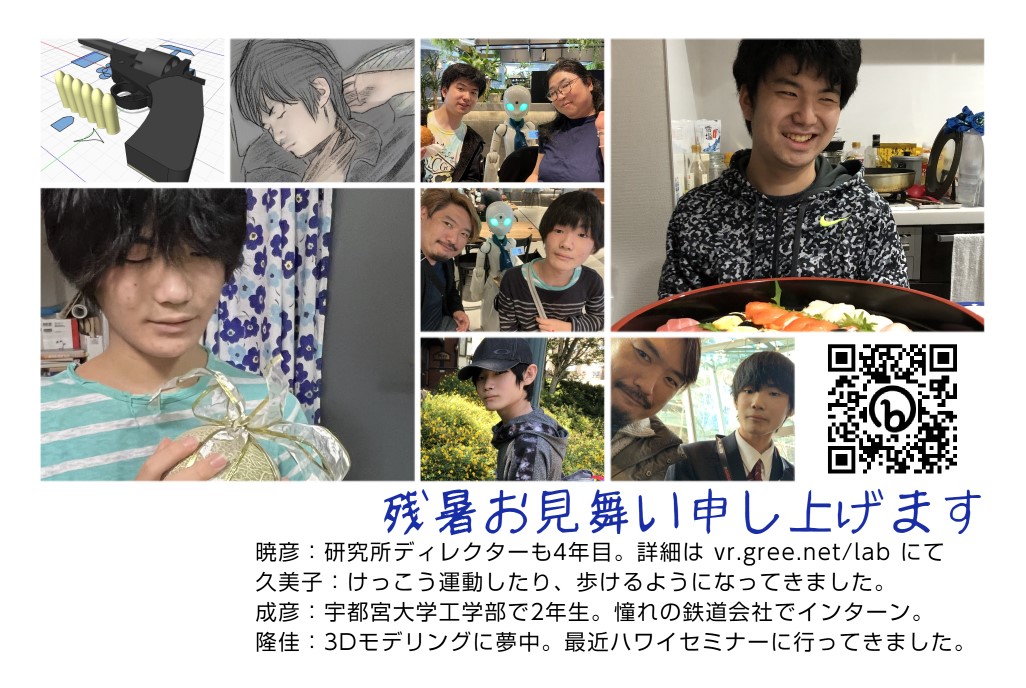 残暑お見舞い申し上げます
暁彦：研究所ディレクターも4年目。詳細は vr.gree.net/lab にて
久美子：けっこう運動したり、歩けるようになってきました。
成彦：宇都宮大学工学部で2年生。憧れの鉄道会社でインターン。
隆佳：3Dモデリングに夢中。最近ハワイセミナーに行ってきました。